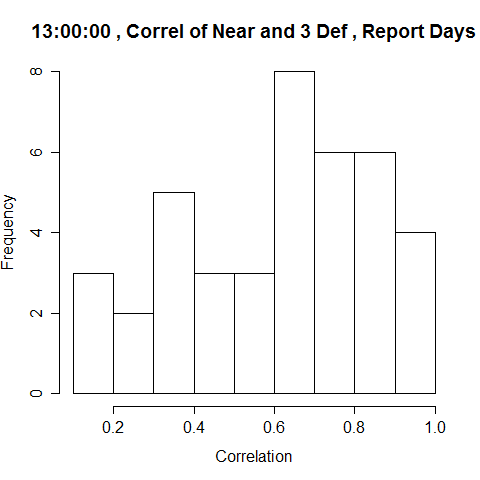 13:00:00 , Correl of Near and 3 Def , Report Days
Frequency
8
6
4
2
0
0.2 0.4 0.6 0.8 1.0
Correlation